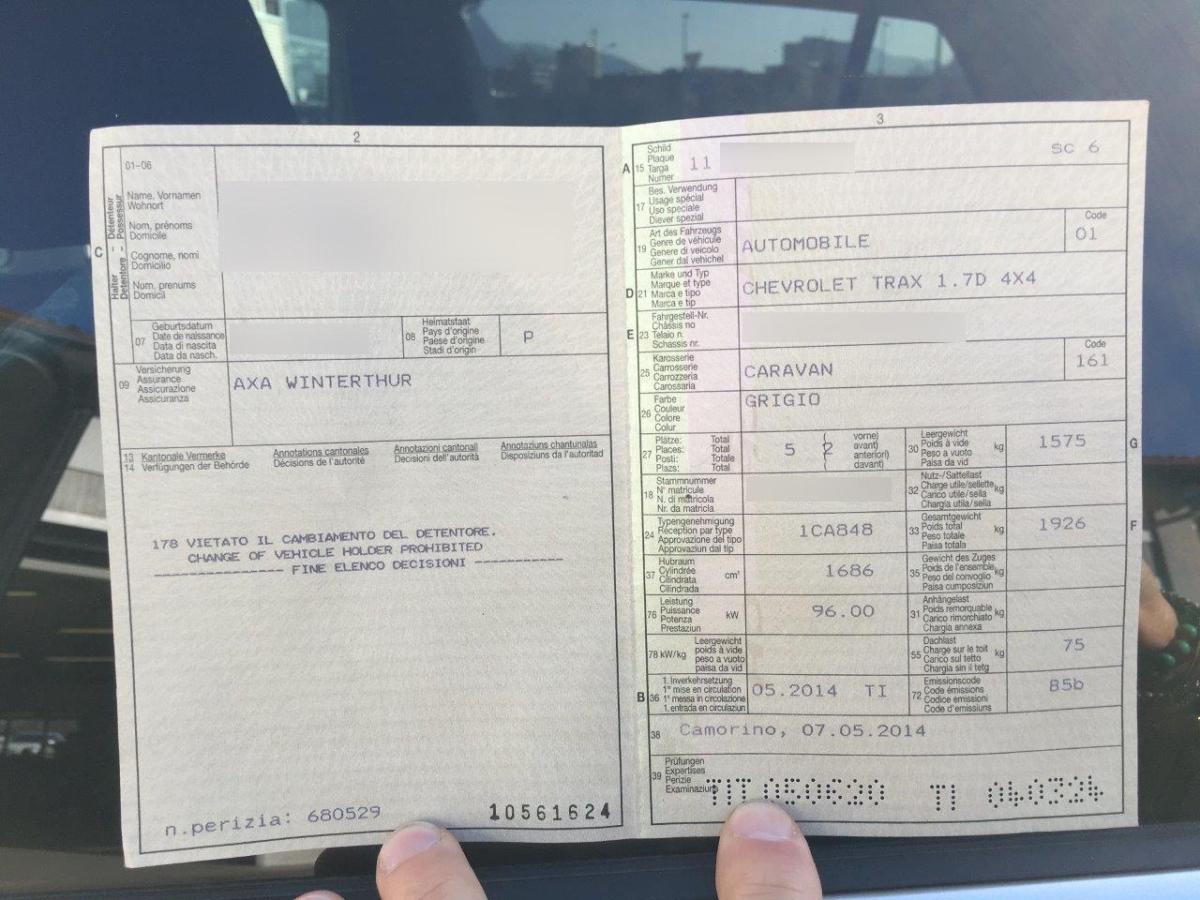 2
01-06
C
Halter - Détenteur
Detentore - Possessur
Name, Vornamen
Wohnort
Nom, prénoms
Domicile
Cognome, nomi
Domicilio
Num, prenums
Domicil
07 Geburtsdatum
Date de naissance
Data di nascita
Data da nasch.
08 Heimatstaat
Pays d'origine
Paese d'origine
Stadi d'origin
P
09 Versicherung
Assurance
Assicurazione
Assicuranza
AXA WINTERTHUR
13 Kantonale Vermerke Annotations cantonales Annotazioni cantonali Annotaziuns chantunalas
14 Verfügungen der Behörde Décisions de l'autorité Decisioni dell'autorità Disposiziuns da l'autoritad
178 VIETATO IL CAMBIAMENTO DEL DETENTORE.
CHANGE OF VEHICLE HOLDER PROHIBITED
---------------- FINE ELENCO DECISIONI -----------
n.perizia: 680529
10561624
3
A 15 Schild
Plaque
Targa
Numer
11
SC 6
17 Bes. Verwendung
Usage spécial
Uso speciale
Diever spezial
19 Art des Fahrzeugs
Genre de véhicule
Genere di veicolo
Gener dal vehichel
AUTOMOBILE
Code
01
D 21 Marke und Typ
Marque et type
Marca e tipo
Marca e tip
CHEVROLET TRAX 1.7D 4X4
E 23 Fahrgestell-Nr.
Châssis no
Telaio n.
Schassis nr.
25 Karosserie
Carrosserie
Carrozzeria
Carossaria
CARAVAN
Code
161
26 Farbe
Couleur
Colore
Colur
GRIGIO
27 Plätze: Total
Places: Total
Posti: Totale
Plazs: Total
5 ( 2 vorne)
avant)
anteriori)
davant)
30 Leergewicht
Poids à vide
Peso a vuoto
Paisa da vid
kg
1575
G
18 Stammnummer
N° matricule
N. di matricola
Nr. da matricla
32 Nutz-/Sattellast
Charge utile/sellette
Carico utile/sella
Chargia utila/sella
kg
24 Typengenehmigung
Réception par type
Approvazione del tipo
Approvaziun dal tip
1CA848
33 Gesamtgewicht
Poids total
Peso totale
Paisa totala
kg
1926
F
37 Hubraum
Cylindrée
Cilindrata
Cilindrada
cm³
1686
35 Gewicht des Zuges
Poids de l'ensemble
Peso del convoglio
Paisa cumposiziun
kg
76 Leistung
Puissance
Potenza
Prestaziun
kW
96.00
31 Anhängelast
Poids remorquable
Carico rimorchiato
Chargia annexa
kg
78 kW/kg Leergewicht
poids à vide
peso a vuoto
paisa da vid
55 Dachlast
Charge sur le toit
Carico sul tetto
Chargia sin il tetg
kg
75
B 36 1. Inverkehrsetzung
1re mise en circulation
1a messa in circolazione
1. entrada en circulaziun
05.2014 TI
72 Emissionscode
Code émissions
Codice emissioni
Code d'emissiuns
B5b
38 Camorino, 07.05.2014
39 Prüfungen
Expertises
Perizie
Examinaziuns
TIT 050620 TI 040324